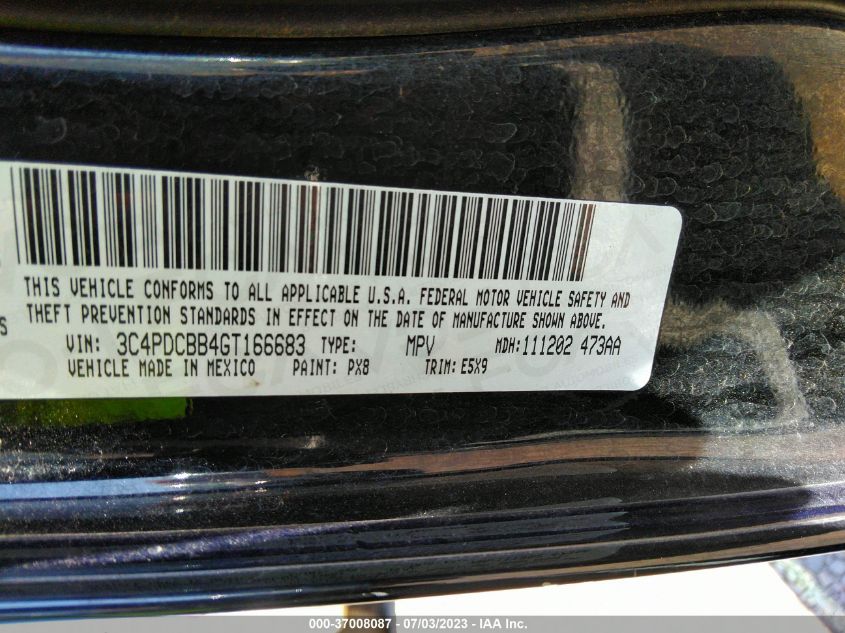 THIS VEHICLE CONFORMS TO ALL APPLICABLE U.S.A. FEDERAL MOTOR VEHICLE SAFETY AND
THEFT PREVENTION STANDARDS IN EFFECT ON THE DATE OF MANUFACTURE SHOWN ABOVE.
VIN: 3C4PDCBB4GT166683 TYPE: MPV MDH:111202 473AA
VEHICLE MADE IN MEXICO PAINT: PX8 TRIM: E5X9
000-37008087 - 07/03/2023 - IAA Inc.